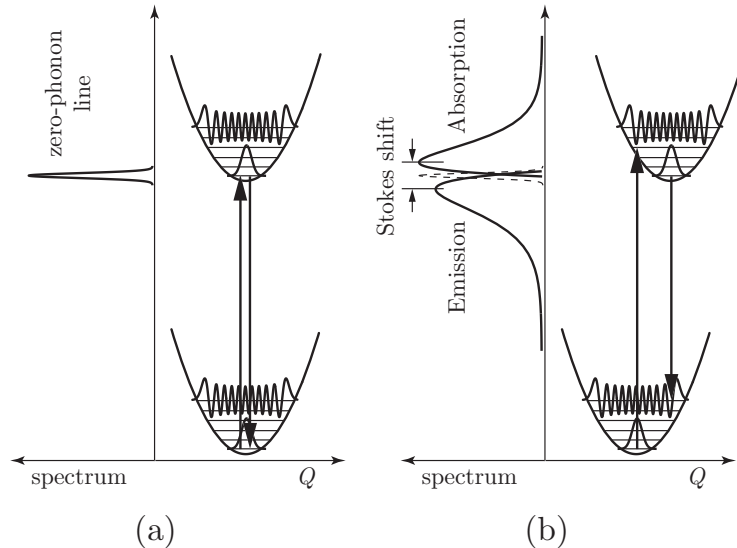 zero-phonon
line
spectrum
Q
(a)
Absorption
Stokes shift
Emission
spectrum
Q
(b)